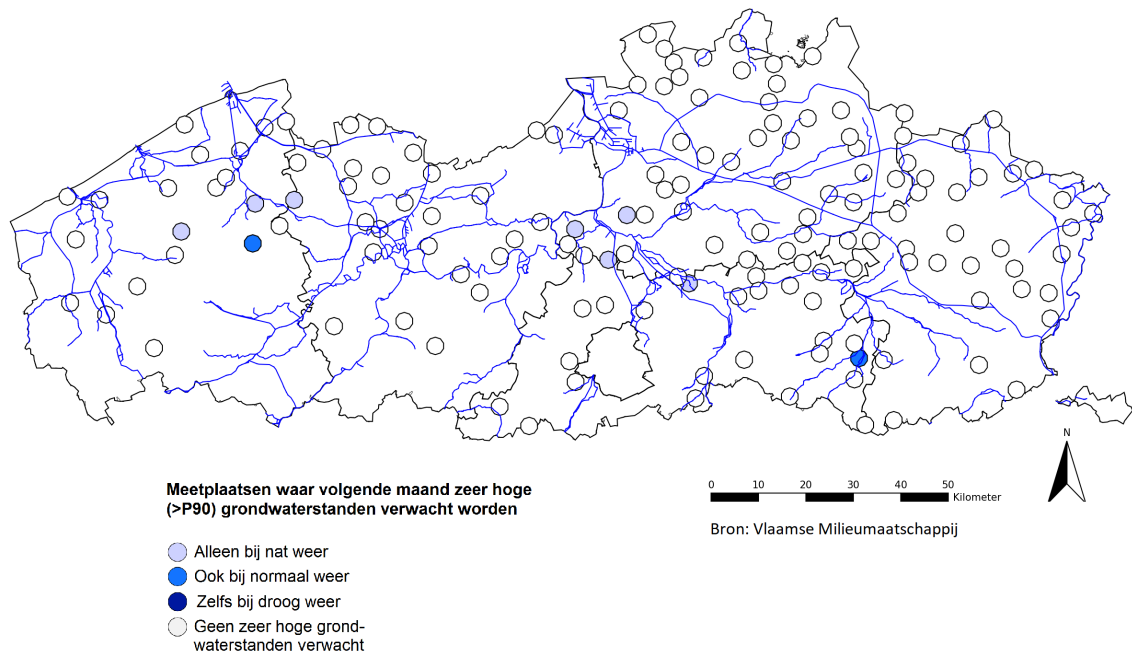 Meetplaatsen waar volgende maand zeer hoge
(>P90) grondwaterstanden verwacht worden
Alleen bij nat weer
Ook bij normaal weer
Zelfs bij droog weer
Geen zeer hoge grond-
waterstanden verwacht
0 10 20 30 40 50
Kilometer
Bron: Vlaamse Milieumaatschappij
N